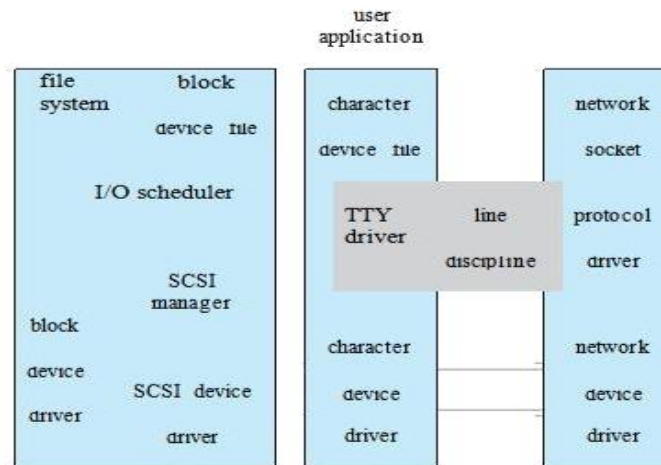 user
application
file
system
block
device file
I/O scheduler
SCSI
manager
block
device
driver
SCSI device
driver
character
device file
TTY
driver
line
discipline
character
device
driver
network
socket
protocol
driver
network
device
driver